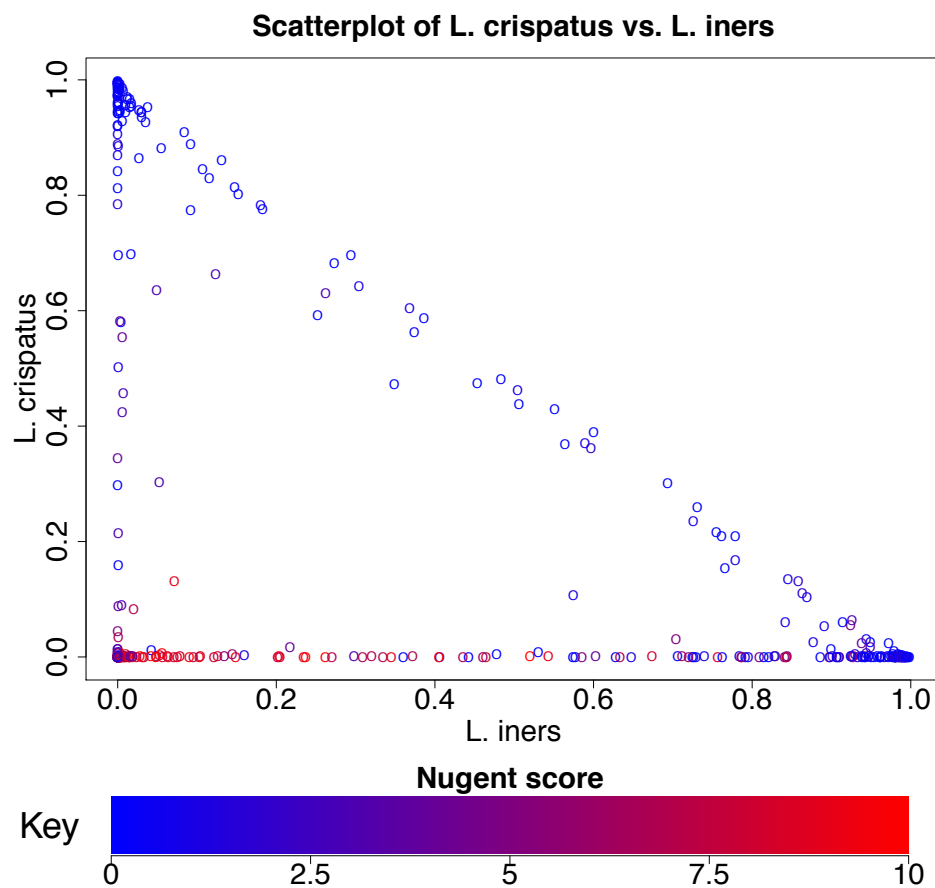 Scatterplot of L. crispatus vs. L. iners
L. crispatus
1.0
0.8
0.6
0.4
0.2
0.0
0.0 0.2 0.4 0.6 0.8 1.0
L. iners
Nugent score
Key
0 2.5 5 7.5 10